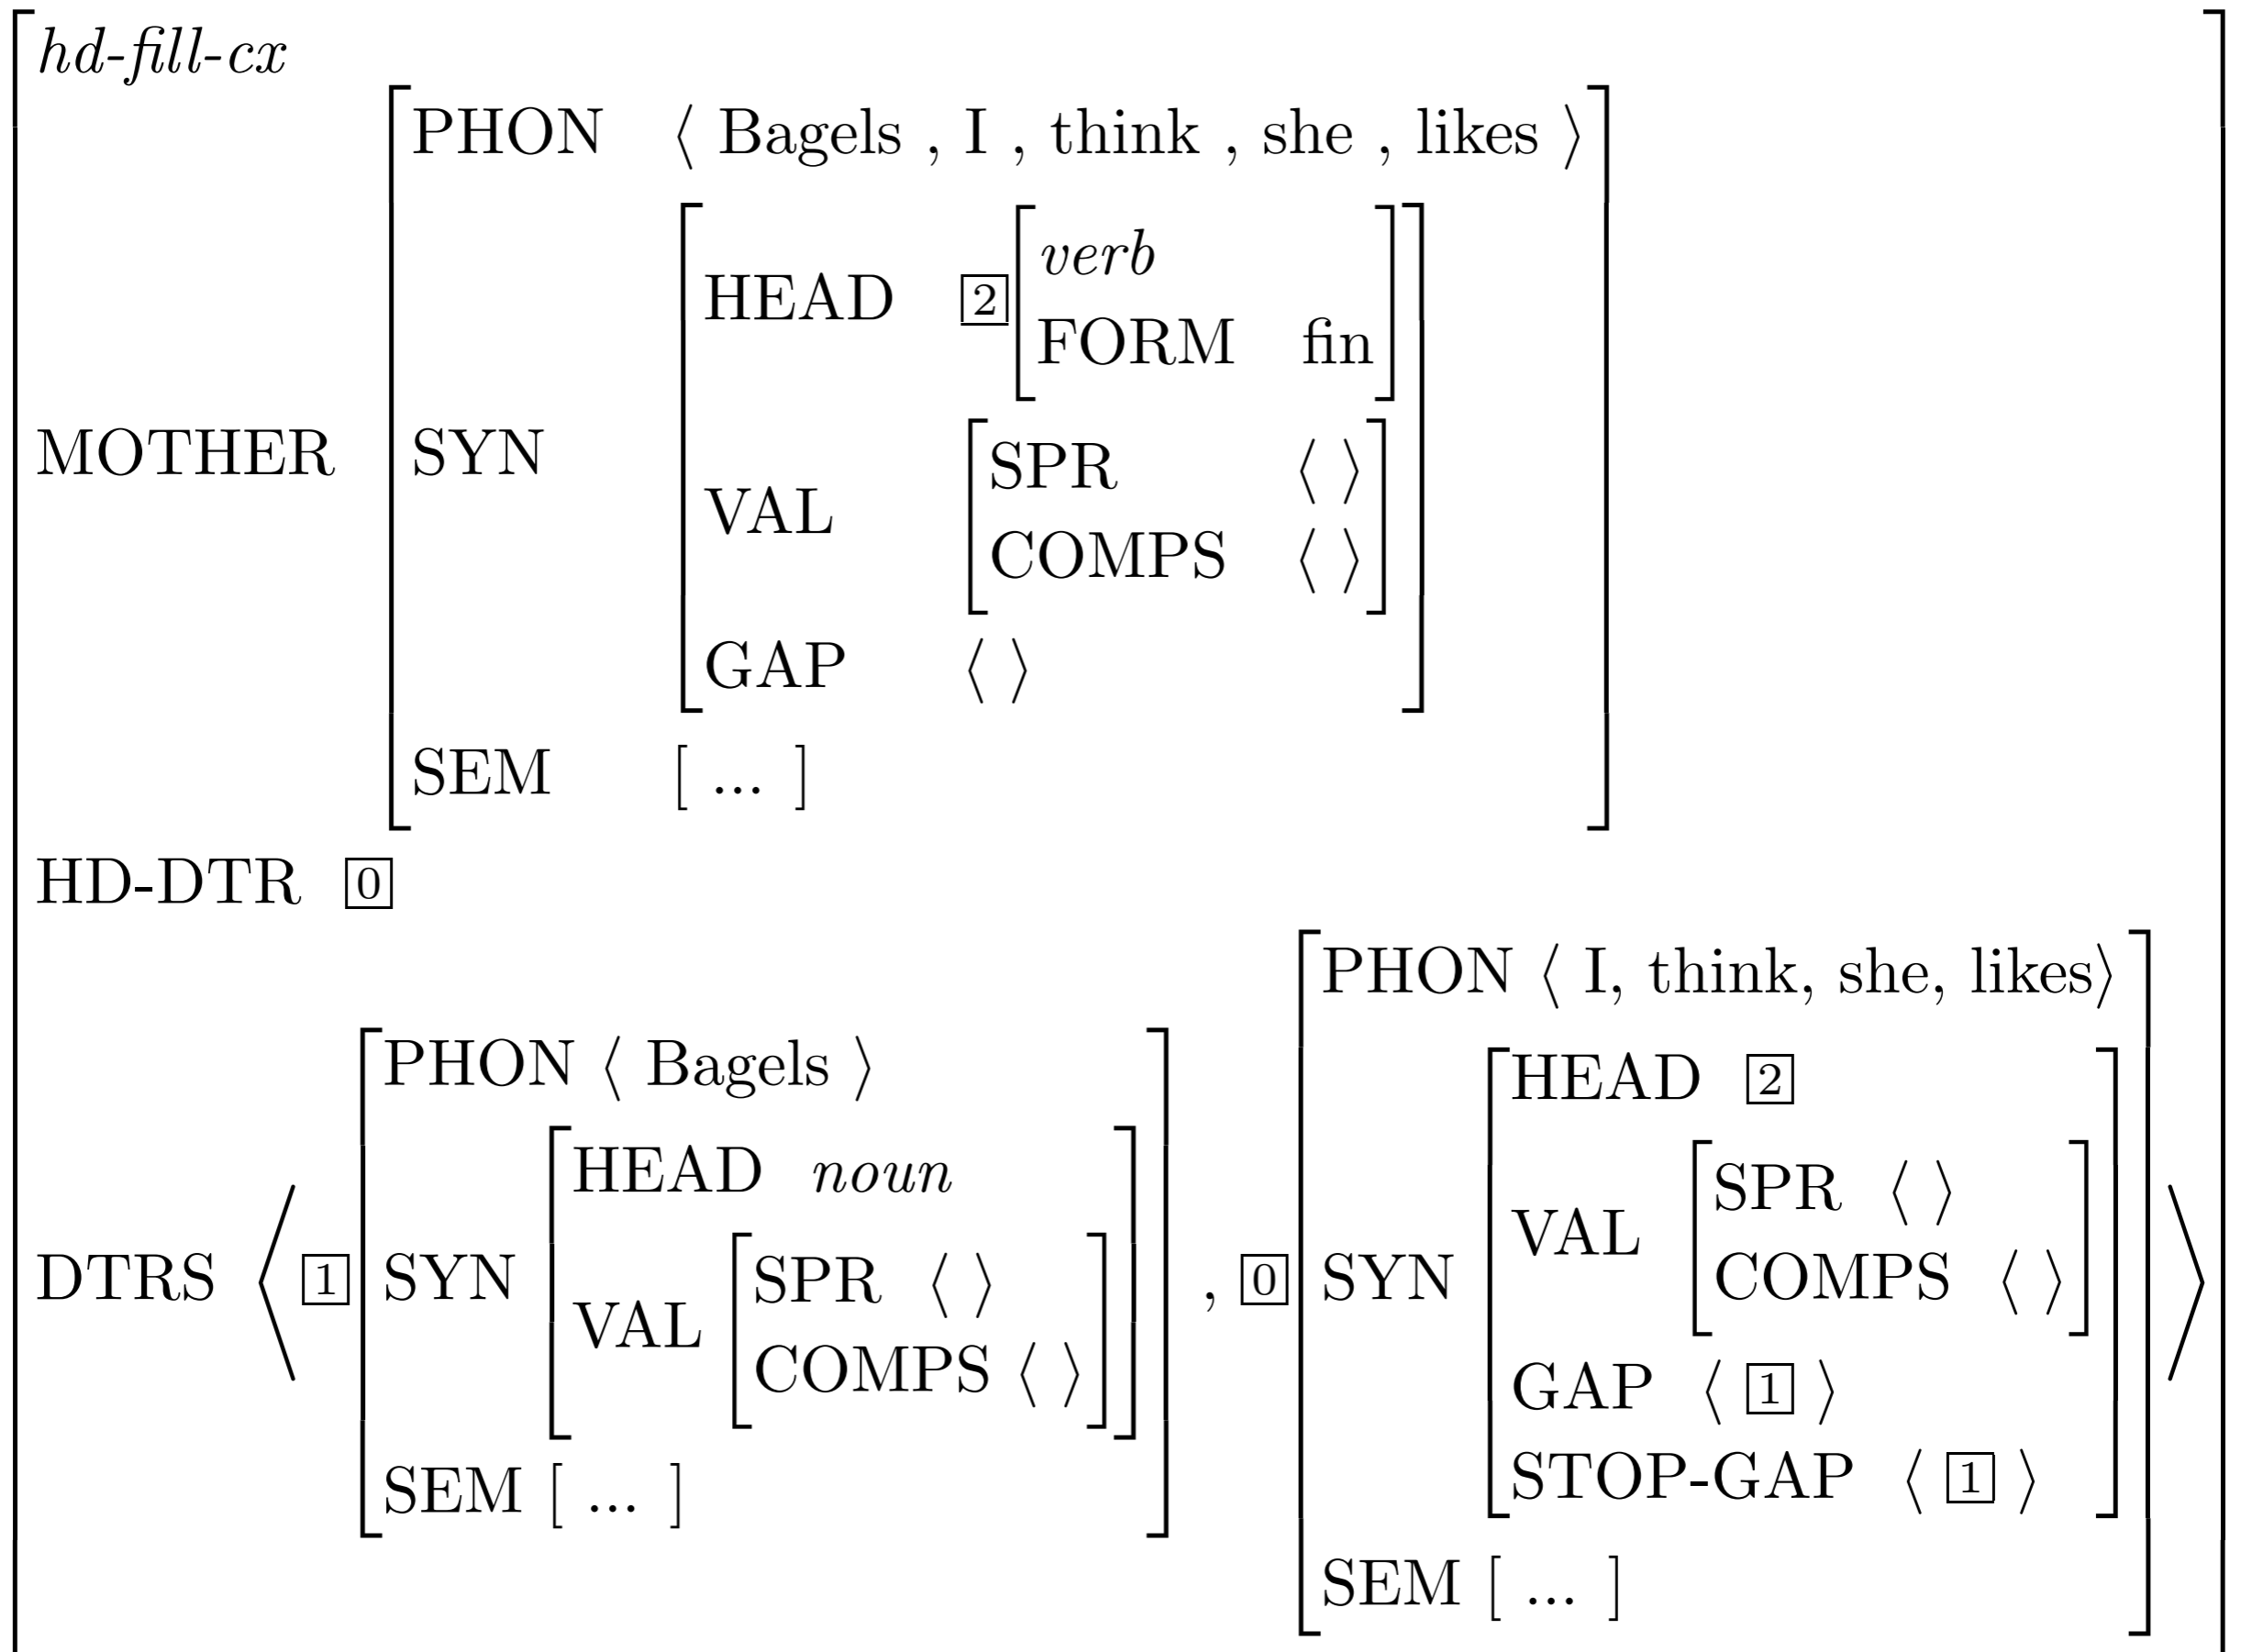 hd-fill-cx
PHON ⟨ Bagels , I , think , she , likes ⟩
verb
HEAD 2
FORM fin
MOTHER SYN
SPR ⟨ ⟩
VAL
COMPS ⟨ ⟩
GAP ⟨ ⟩
SEM [ ... ]
HD-DTR 0
PHON ⟨ I, think, she, likes⟩
PHON ⟨ Bagels ⟩ HEAD 2
HEAD noun SPR ⟨ ⟩
VAL
DTRS ⟨ 1 SYN SPR ⟨ ⟩ , 0 SYN COMPS ⟨ ⟩ ⟩
VAL
COMPS ⟨ ⟩ GAP ⟨ 1 ⟩
SEM [ ... ] STOP-GAP ⟨ 1 ⟩
SEM [ ... ]